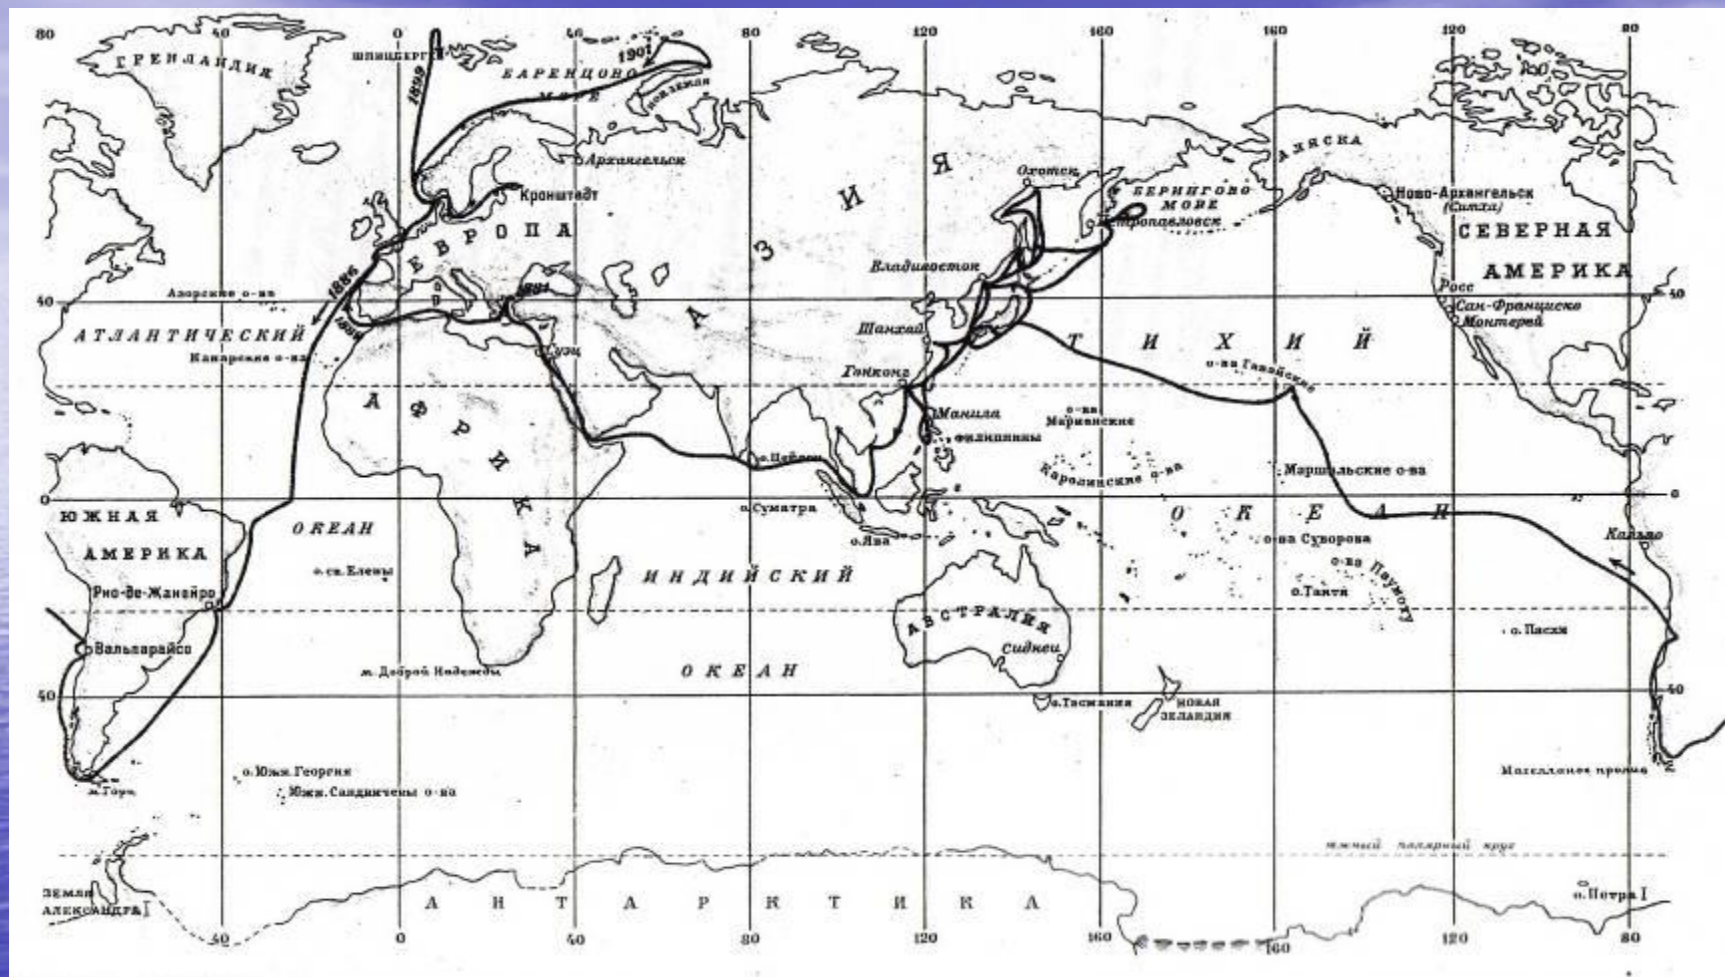 80 40 0 40 80 120 160 160 120 80
ГРЕНЛАНДИЯ
ШПИЦБЕРГЕН
1899
БАРЕНЦОВО
МОРЕ
1901
Архангельск
Кронштадт
ЕВРОПА
АЗИЯ
Охотск
БЕРИНГОВО
МОРЕ
Петропавловск
АЛЯСКА
Ново-Архангельск
(Ситха)
СЕВЕРНАЯ
АМЕРИКА
Владивосток
1886
1881
Азорские о-ва
40
40
Росс
Сан-Франциско
Монтерей
АТЛАНТИЧЕСКИЙ
Канарские о-ва
Суэц
Шанхай
Гонконг
ТИХИЙ
о-ва Гавайские
АФРИКА
Манила
ФИЛИППИНЫ
о-ва
Марианские
о.Цейлон
Каролинские о-ва
Маршальские о-ва
0
0
ЮЖНАЯ
АМЕРИКА
ОКЕАН
о.Суматра
о.Ява
ОКЕАН
о-ва Суворова
Кальяо
о.св.Елены
ИНДИЙСКИЙ
о-ва Паумоту
о.Таити
Рио-де-Жанейро
АВСТРАЛИЯ
Сидней
о.Пасхи
Вальпарайсо
м.Доброй Надежды
ОКЕАН
40
40
о.Тасмания
НОВАЯ
ЗЕЛАНДИЯ
м.Горн
о.Южн.Георгия
Южн.Сандвичевы о-ва
Магелланов пролив
южный полярный круг
ЗЕМЛЯ
АЛЕКСАНДРА I
АНТАРКТИКА
о.Петра I
40 0 40 80 120 160 160 120 80